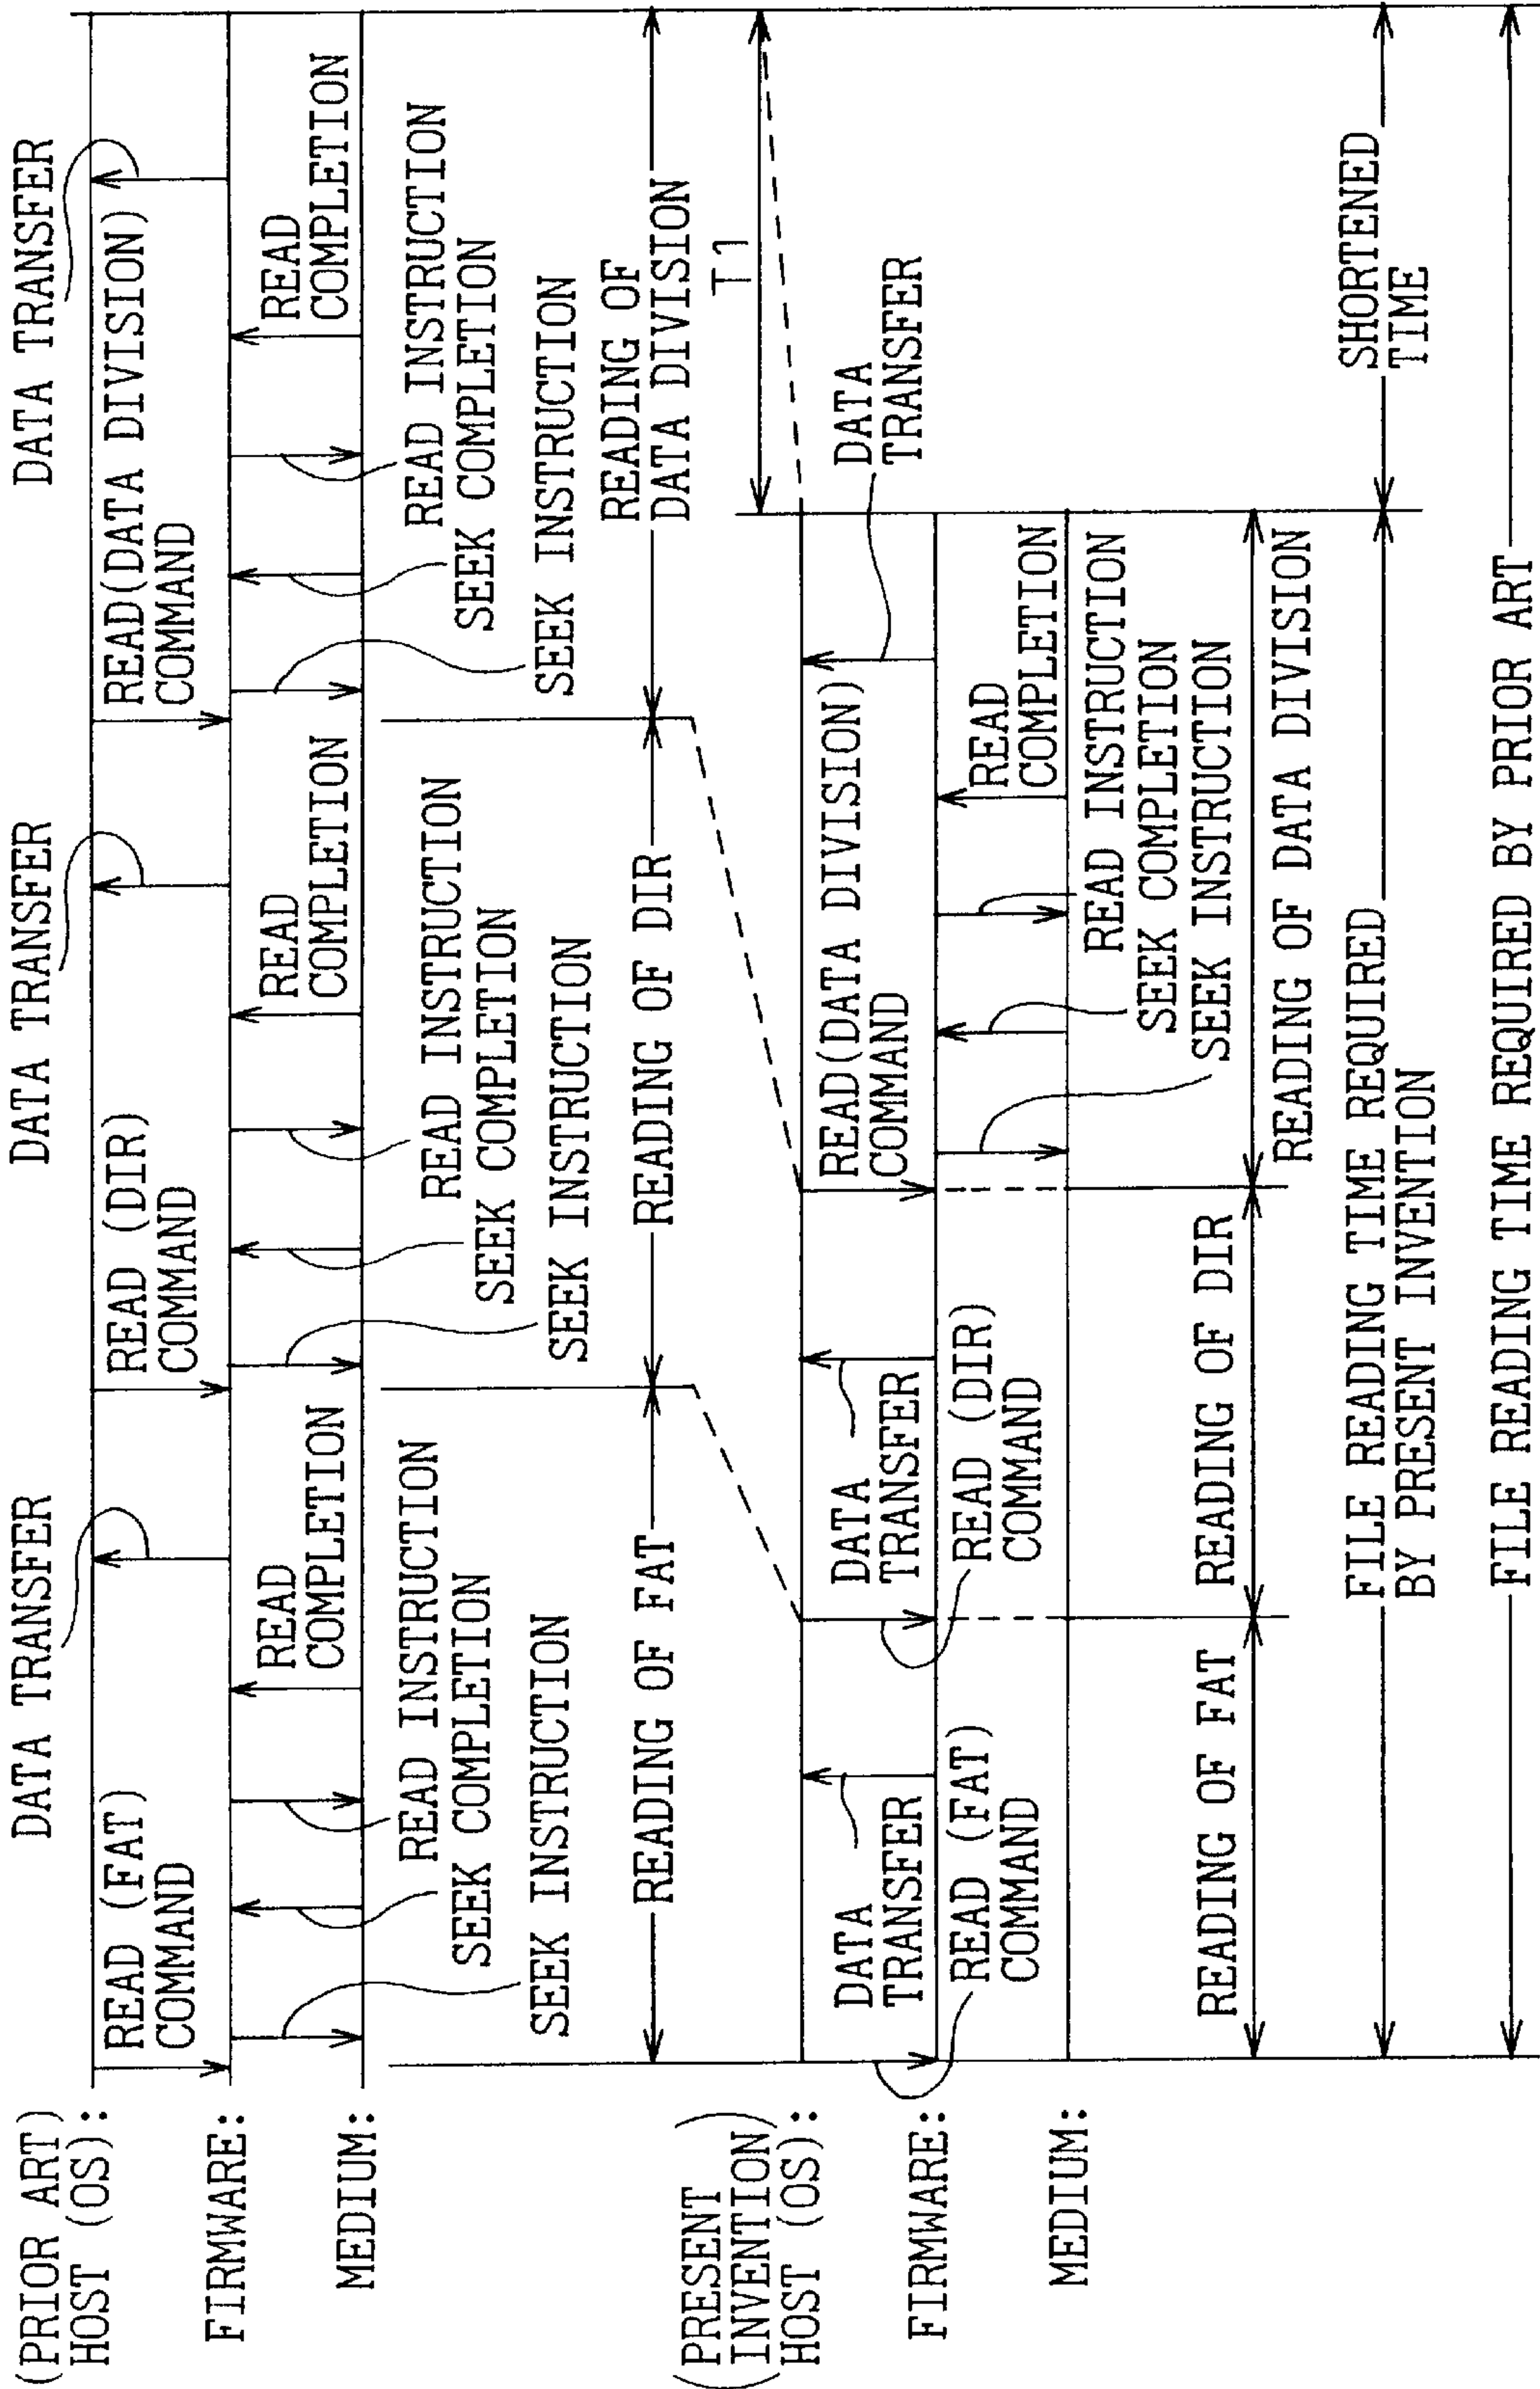 (PRIOR ART)
HOST (OS):
FIRMWARE:
MEDIUM:
DATA TRANSFER
DATA TRANSFER
DATA TRANSFER
READ (FAT)
COMMAND
READ (DIR)
COMMAND
READ(DATA DIVISION)
COMMAND
READ
COMPLETION
READ
COMPLETION
READ
COMPLETION
READ INSTRUCTION
SEEK COMPLETION
SEEK INSTRUCTION
READ INSTRUCTION
SEEK COMPLETION
SEEK INSTRUCTION
READ INSTRUCTION
SEEK COMPLETION
SEEK INSTRUCTION
READING OF FAT
READING OF DIR
READING OF
DATA DIVISION
T1
(PRESENT
INVENTION)
HOST (OS):
FIRMWARE:
MEDIUM:
DATA
TRANSFER
READ (FAT)
COMMAND
DATA
TRANSFER
READ (DIR)
COMMAND
READ(DATA DIVISION)
COMMAND
DATA
TRANSFER
READ
COMPLETION
READ INSTRUCTION
SEEK COMPLETION
SEEK INSTRUCTION
READING OF FAT
READING OF DIR
READING OF DATA DIVISION
FILE READING TIME REQUIRED
BY PRESENT INVENTION
SHORTENED
TIME
FILE READING TIME REQUIRED BY PRIOR ART